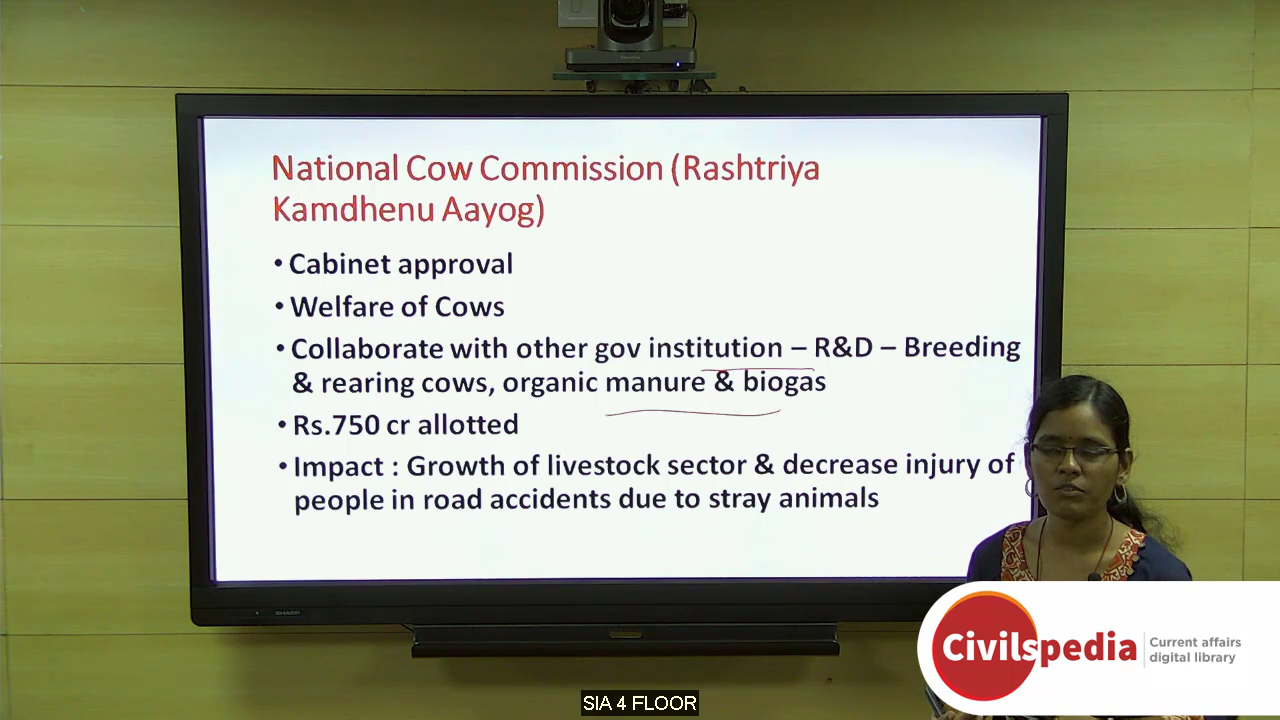 National Cow Commission (Rashtriya
Kamdhenu Aayog)
• Cabinet approval
• Welfare of Cows
• Collaborate with other gov institution – R&D – Breeding
& rearing cows, organic manure & biogas
• Rs.750 cr allotted
• Impact : Growth of livestock sector & decrease injury of
people in road accidents due to stray animals
SHARP
Civilspedia
Current affairs
digital library
SIA 4 FLOOR